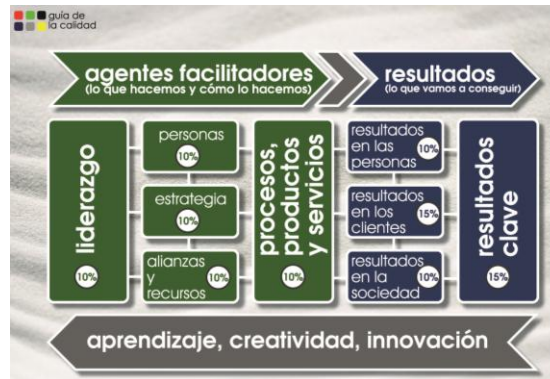 guía de
la calidad
agentes facilitadores
(lo que hacemos y cómo lo hacemos)
resultados
(lo que vamos a conseguir)
liderazgo
10%
personas
10%
estrategia
10%
alianzas
y
recursos
10%
procesos,
productos
y servicios
10%
resultados
en las
personas
10%
resultados
en los
clientes
15%
resultados
en la
sociedad
10%
resultados
clave
15%
aprendizaje, creatividad, innovación